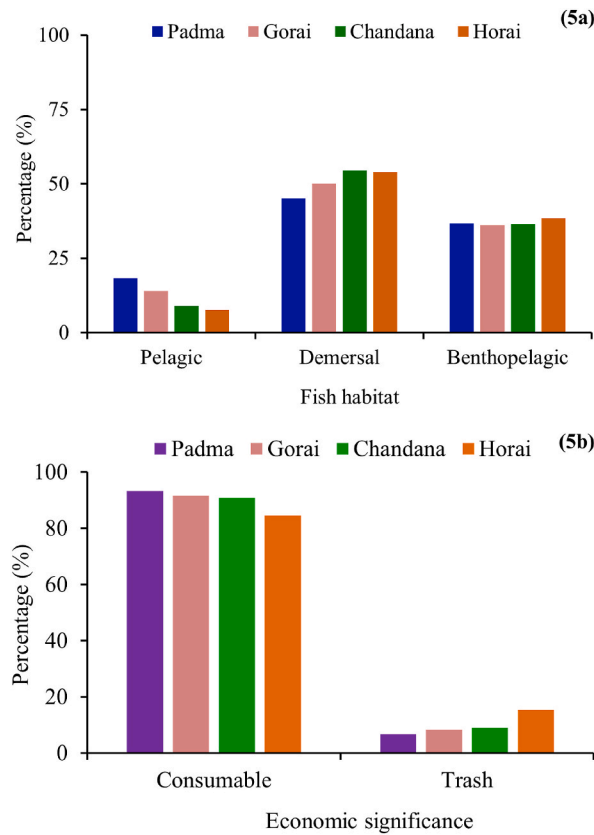 (5a)
Padma Gorai Chandana Horai
100
75
50
25
0
Percentage (%)
Pelagic Demersal Benthopelagic
Fish habitat
(5b)
Padma Gorai Chandana Horai
100
80
60
40
20
0
Percentage (%)
Consumable Trash
Economic significance